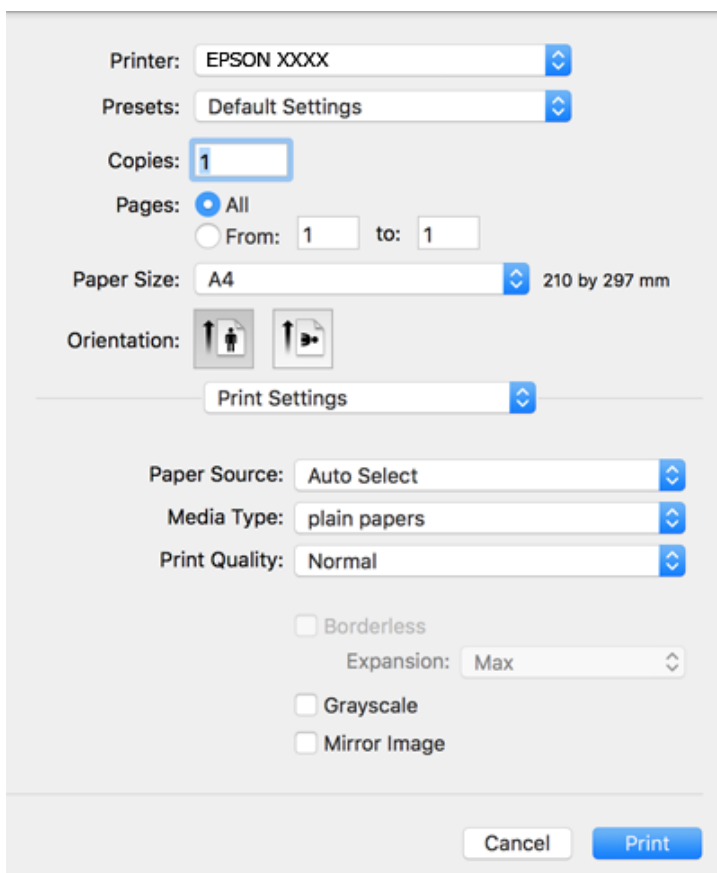 Printer: EPSON XXXX
Presets: Default Settings
Copies: 1
Pages: All
From: 1 to: 1
Paper Size: A4 210 by 297 mm
Orientation:
Print Settings
Paper Source: Auto Select
Media Type: plain papers
Print Quality: Normal
Borderless
Expansion: Max
Grayscale
Mirror Image
Cancel Print